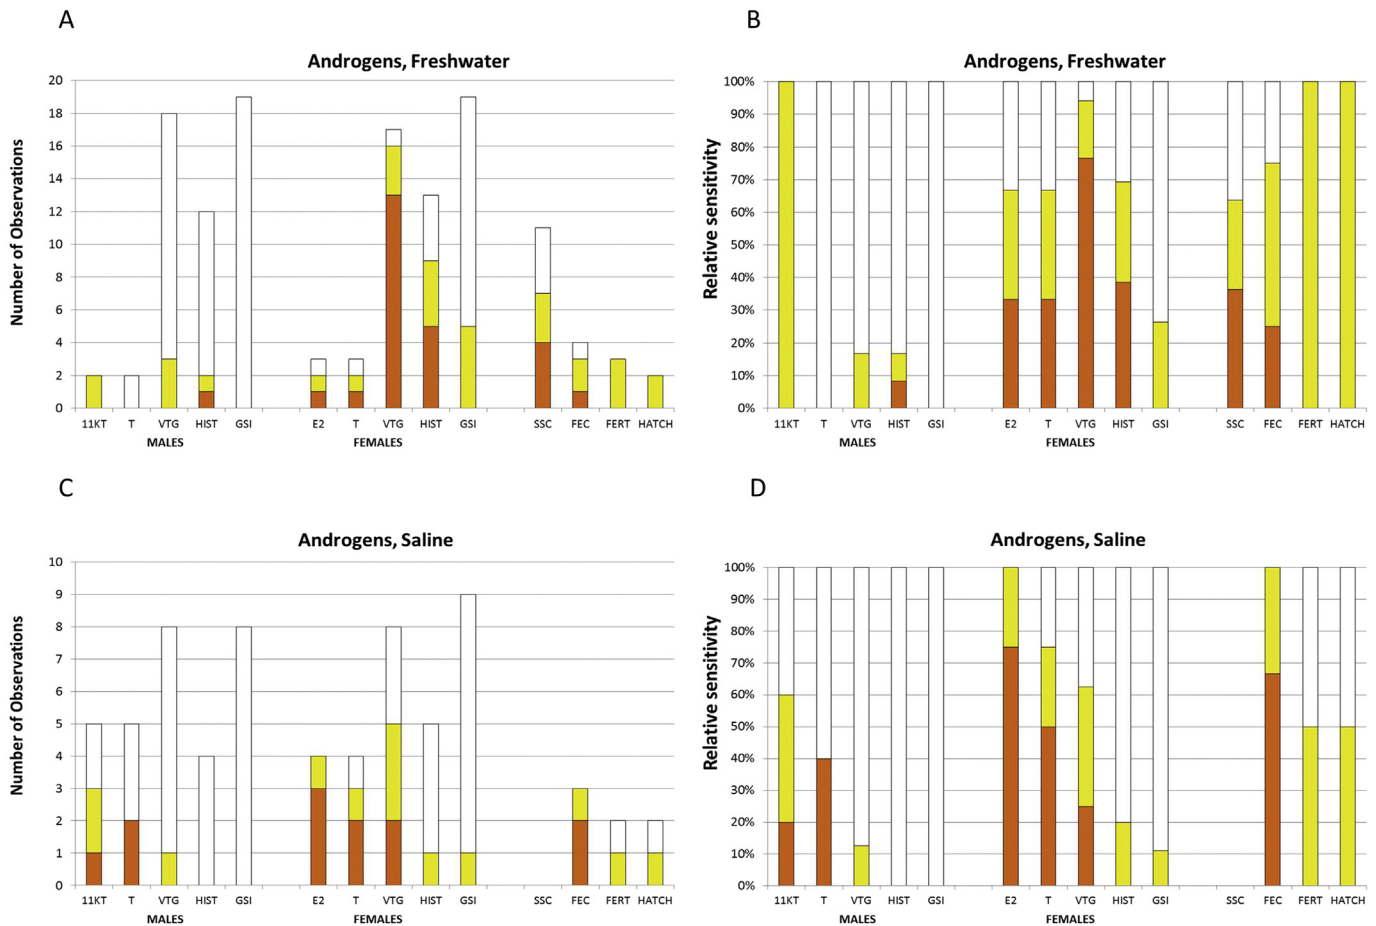 A
Androgens, Freshwater
Number of Observations
20
18
16
14
12
10
8
6
4
2
0
11KT T VTG HIST GSI E2 T VTG HIST GSI SSC FEC FERT HATCH
MALES FEMALES
B
Androgens, Freshwater
Relative sensitivity
100%
90%
80%
70%
60%
50%
40%
30%
20%
10%
0%
11KT T VTG HIST GSI E2 T VTG HIST GSI SSC FEC FERT HATCH
MALES FEMALES
C
Androgens, Saline
Number of Observations
10
9
8
7
6
5
4
3
2
1
0
11KT T VTG HIST GSI E2 T VTG HIST GSI SSC FEC FERT HATCH
MALES FEMALES
D
Androgens, Saline
Relative sensitivity
100%
90%
80%
70%
60%
50%
40%
30%
20%
10%
0%
11KT T VTG HIST GSI E2 T VTG HIST GSI SSC FEC FERT HATCH
MALES FEMALES